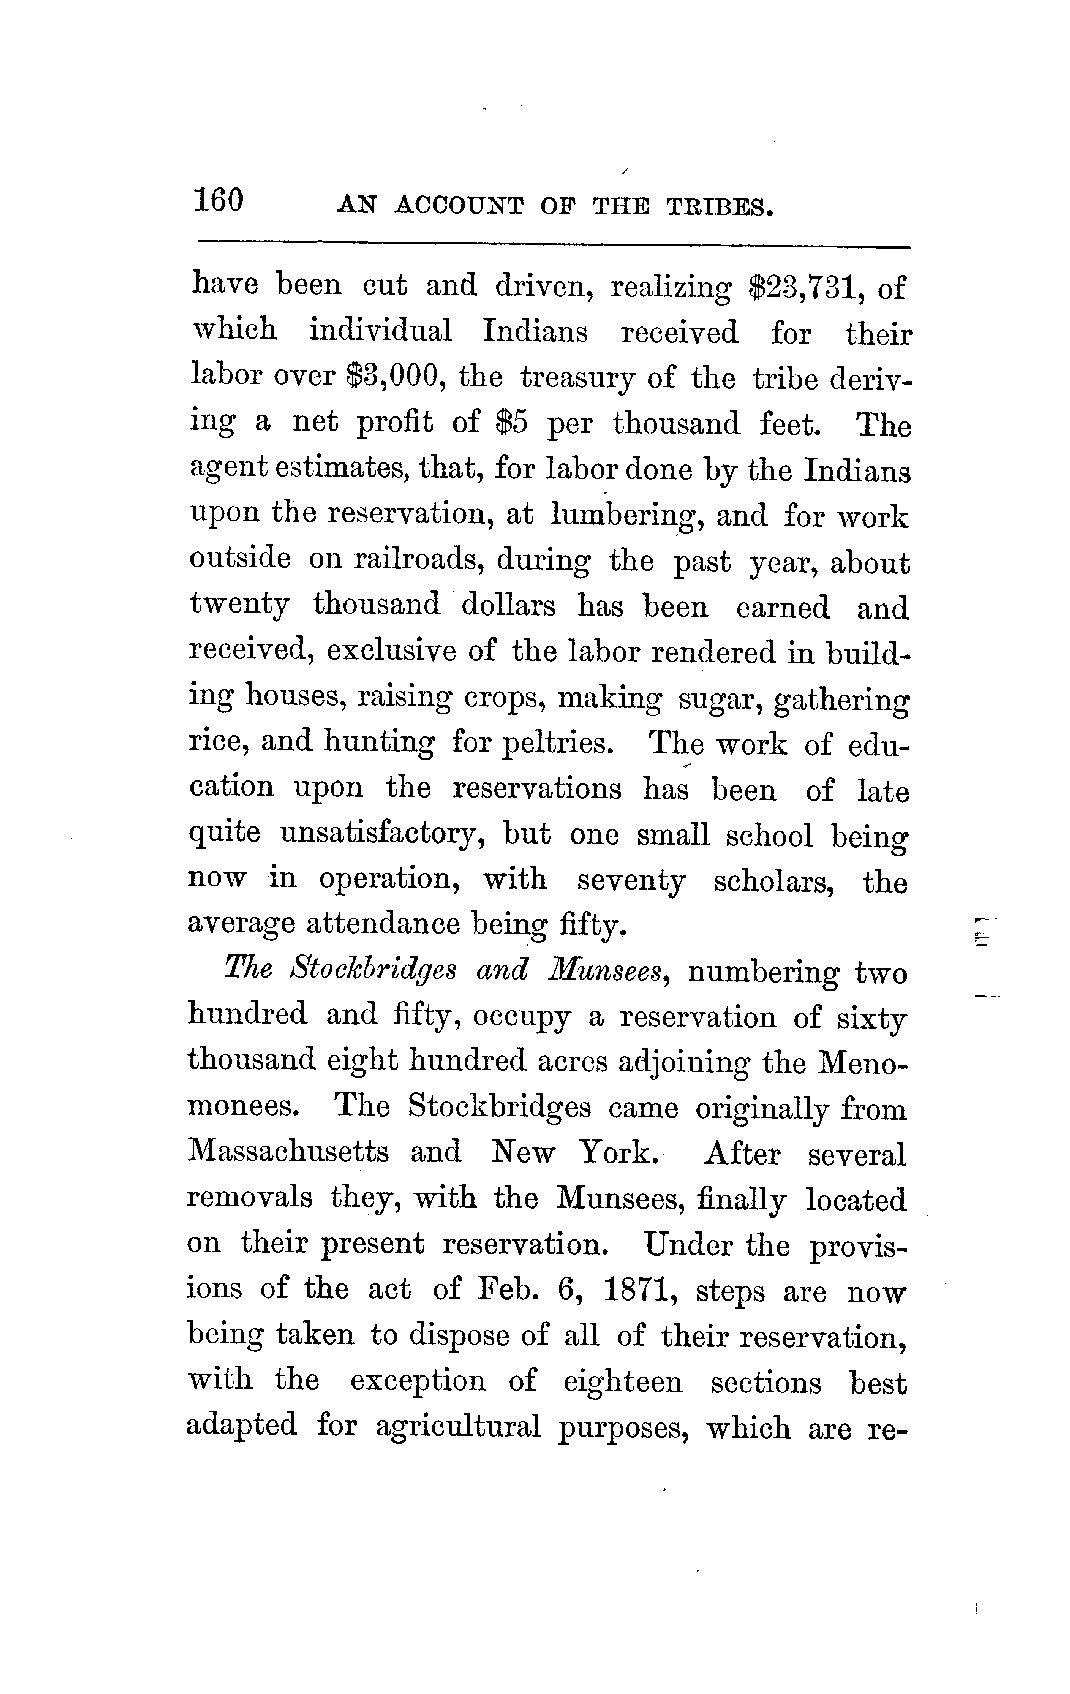 160 AN ACCOUNT OF THE TRIBES.
have been cut and driven, realizing $23,731, of
which individual Indians received for their
labor over $3,000, the treasury of the tribe deriv-
ing a net profit of $5 per thousand feet. The
agent estimates, that, for labor done by the Indians
upon the reservation, at lumbering, and for work
outside on railroads, during the past year, about
twenty thousand dollars has been earned and
received, exclusive of the labor rendered in build-
ing houses, raising crops, making sugar, gathering
rice, and hunting for peltries. The work of edu-
cation upon the reservations has been of late
quite unsatisfactory, but one small school being
now in operation, with seventy scholars, the
average attendance being fifty.
The Stockbridges and Munsees, numbering two
hundred and fifty, occupy a reservation of sixty
thousand eight hundred acres adjoining the Meno-
monees. The Stockbridges came originally from
Massachusetts and New York. After several
removals they, with the Munsees, finally located
on their present reservation. Under the provis-
ions of the act of Feb. 6, 1871, steps are now
being taken to dispose of all of their reservation,
with the exception of eighteen sections best
adapted for agricultural purposes, which are re-